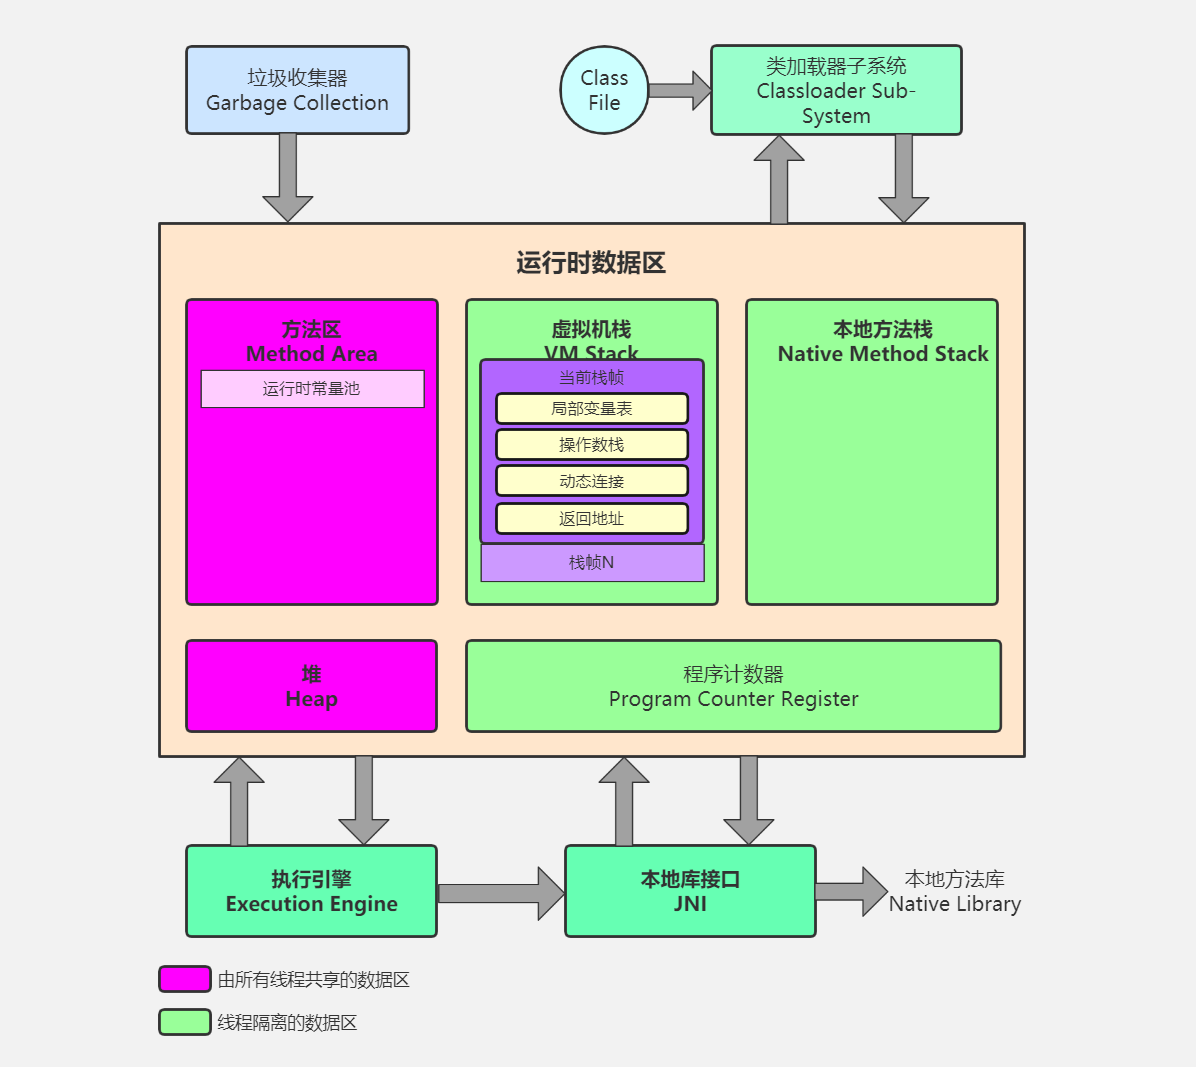 垃圾收集器
Garbage Collection
Class
File
类加载器子系统
Classloader Sub-
System
运行时数据区
方法区
Method Area
运行时常量池
虚拟机栈
VM Stack
当前栈帧
局部变量表
操作数栈
动态连接
返回地址
栈帧N
本地方法栈
Native Method Stack
堆
Heap
程序计数器
Program Counter Register
执行引擎
Execution Engine
本地库接口
JNI
本地方法库
Native Library
由所有线程共享的数据区
线程隔离的数据区